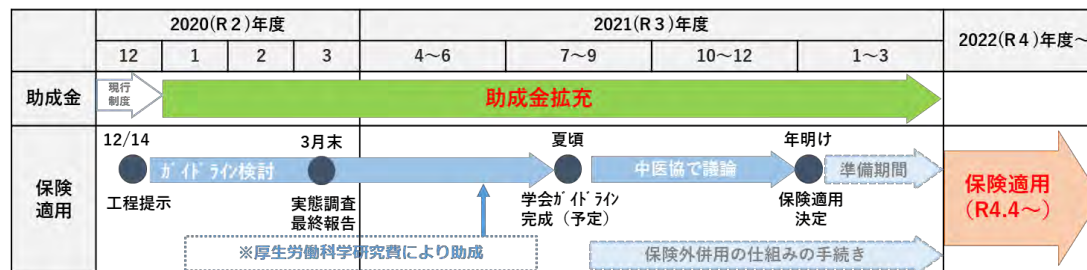 2020(R2)年度
2021(R3)年度
2022(R4)年度~
12
1
2
3
4~6
7~9
10~12
1~3
助成金
現行
制度
助成金拡充
保険
適用
12/14
3月末
夏頃
年明け
ガイドライン検討
中医協で議論
準備期間
工程提示
実態調査
最終報告
学会ガイドライン
完成(予定)
保険適用
決定
※厚生労働科学研究費により助成
保険外併用の仕組みの手続き
保険適用
(R4.4~)